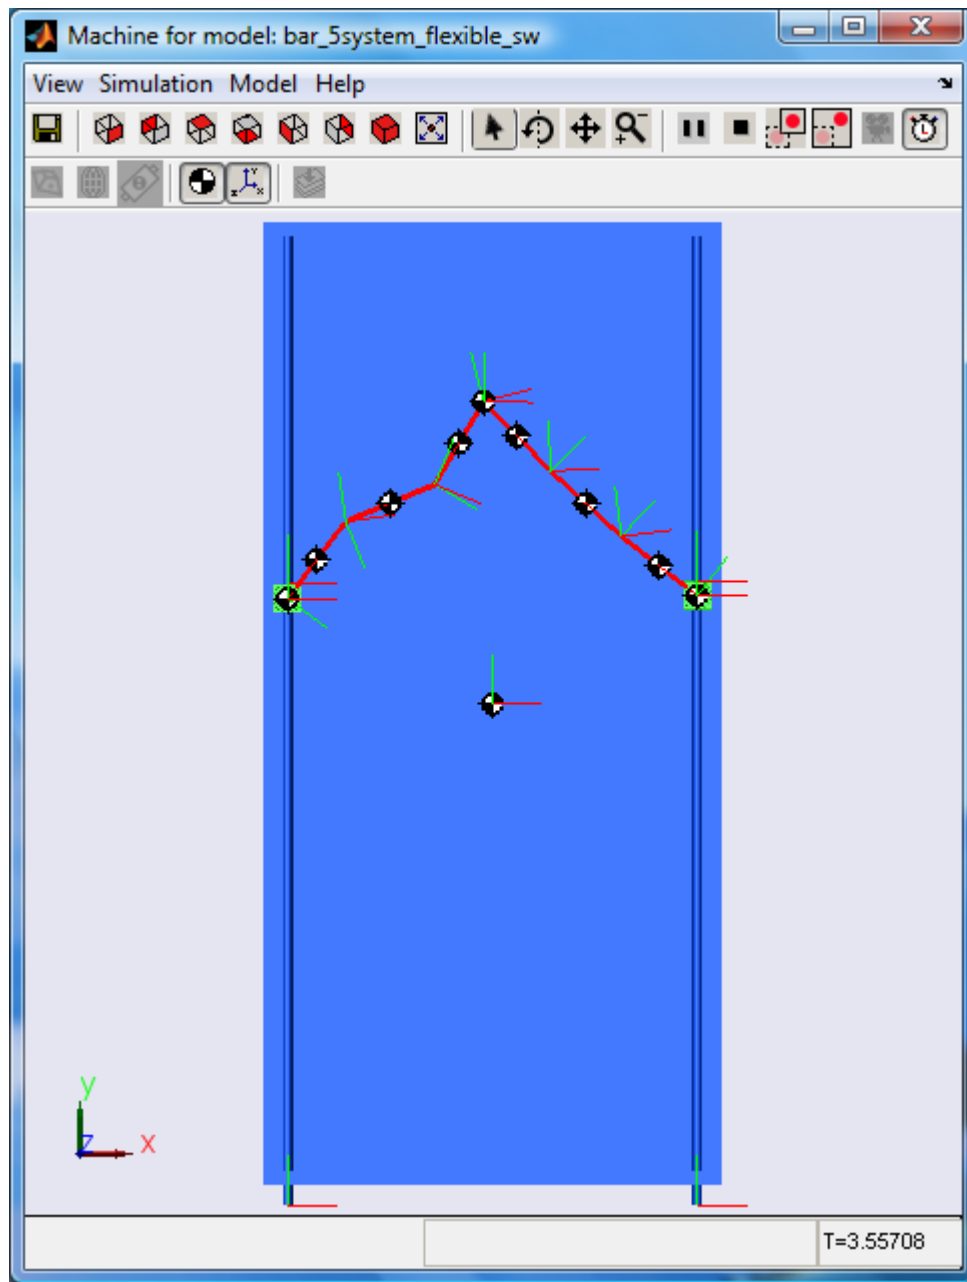 Machine for model: bar_5system_flexible_sw
View Simulation Model Help
y
z x
T=3.55708